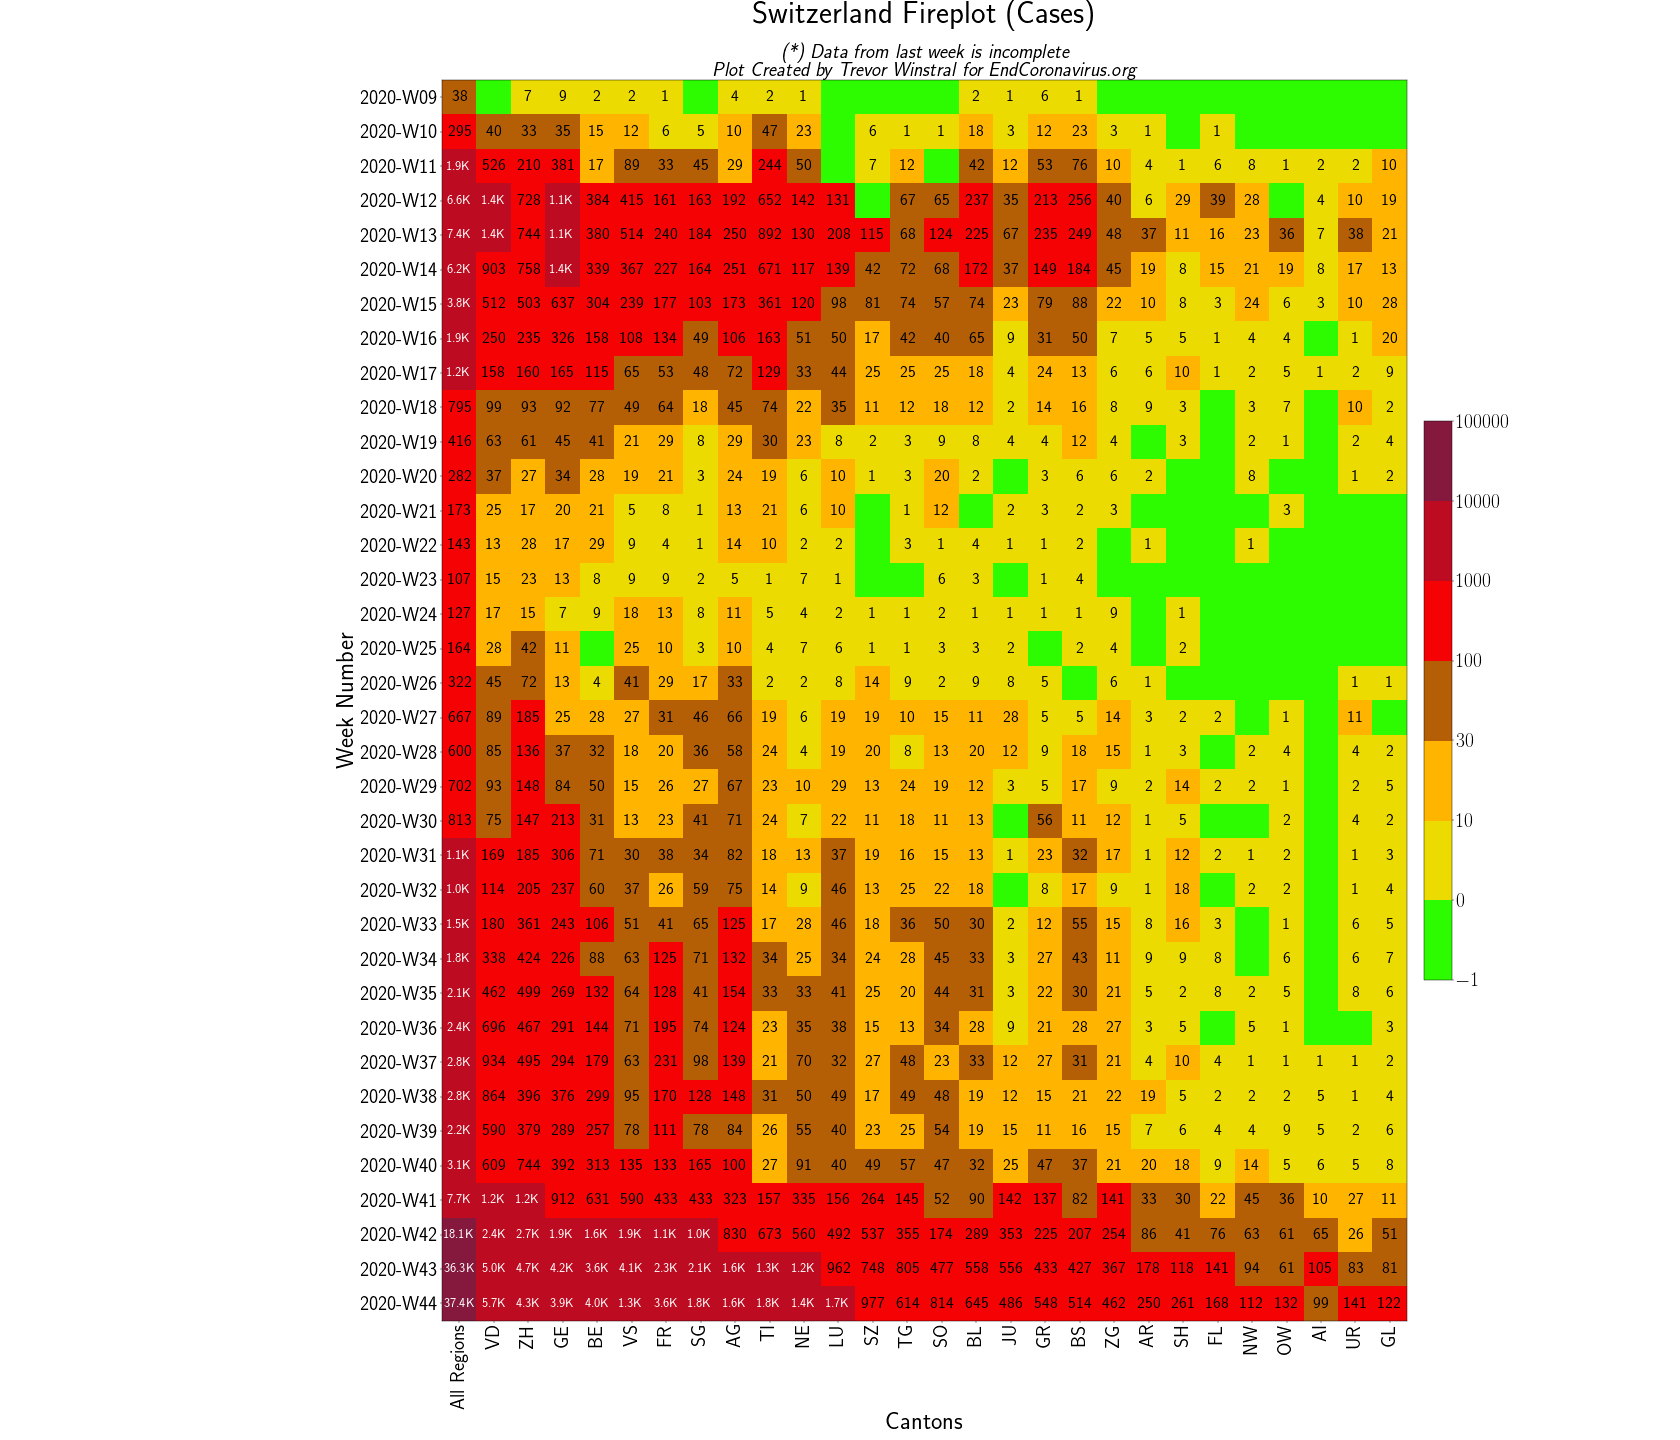 Switzerland Fireplot (Cases)
(*) Data from last week is incomplete
Plot Created by Trevor Winstral for EndCoronavirus.org
2020-W09 38 7 9 2 2 1 4 2 1 2 1 6 1
2020-W10 295 40 33 35 15 12 6 5 10 47 23 6 1 1 18 3 12 23 3 1 1
2020-W11 1.9K 526 210 381 17 89 33 45 29 244 50 7 12 42 12 53 76 10 4 1 6 8 1 2 2 10
2020-W12 6.6K 1.4K 728 1.1K 384 415 161 163 192 652 142 131 67 65 237 35 213 256 40 6 29 39 28 4 10 19
2020-W13 7.4K 1.4K 744 1.1K 380 514 240 184 250 892 130 208 115 68 124 225 67 235 249 48 37 11 16 23 36 7 38 21
2020-W14 6.2K 903 758 1.4K 339 367 227 164 251 671 117 139 42 72 68 172 37 149 184 45 19 8 15 21 19 8 17 13
2020-W15 3.8K 512 503 637 304 239 177 103 173 361 120 98 81 74 57 74 23 79 88 22 10 8 3 24 6 3 10 28
2020-W16 1.9K 250 235 326 158 108 134 49 106 163 51 50 17 42 40 65 9 31 50 7 5 5 1 4 4 1 20
2020-W17 1.2K 158 160 165 115 65 53 48 72 129 33 44 25 25 25 18 4 24 13 6 6 10 1 2 5 1 2 9
2020-W18 795 99 93 92 77 49 64 18 45 74 22 35 11 12 18 12 2 14 16 8 9 3 3 7 10 2
2020-W19 416 63 61 45 41 21 29 8 29 30 23 8 2 3 9 8 4 4 12 4 3 2 1 2 4
2020-W20 282 37 27 34 28 19 21 3 24 19 6 10 1 3 20 2 3 6 6 2 8 1 2
2020-W21 173 25 17 20 21 5 8 1 13 21 6 10 1 12 2 3 2 3 3
2020-W22 143 13 28 17 29 9 4 1 14 10 2 2 3 1 4 1 1 2 1 1
2020-W23 107 15 23 13 8 9 9 2 5 1 7 1 6 3 1 4
2020-W24 127 17 15 7 9 18 13 8 11 5 4 2 1 1 2 1 1 1 1 9 1
2020-W25 164 28 42 11 25 10 3 10 4 7 6 1 1 3 3 2 2 4 2
2020-W26 322 45 72 13 4 41 29 17 33 2 2 8 14 9 2 9 8 5 6 1 1 1
2020-W27 667 89 185 25 28 27 31 46 66 19 6 19 19 10 15 11 28 5 5 14 3 2 2 1 11
2020-W28 600 85 136 37 32 18 20 36 58 24 4 19 20 8 13 20 12 9 18 15 1 3 2 4 4 2
2020-W29 702 93 148 84 50 15 26 27 67 23 10 29 13 24 19 12 3 5 17 9 2 14 2 2 1 2 5
2020-W30 813 75 147 213 31 13 23 41 71 24 7 22 11 18 11 13 56 11 12 1 5 2 4 2
2020-W31 1.1K 169 185 306 71 30 38 34 82 18 13 37 19 16 15 13 1 23 32 17 1 12 2 1 2 1 3
2020-W32 1.0K 114 205 237 60 37 26 59 75 14 9 46 13 25 22 18 8 17 9 1 18 2 2 1 4
2020-W33 1.5K 180 361 243 106 51 41 65 125 17 28 46 18 36 50 30 2 12 55 15 8 16 3 1 6 5
2020-W34 1.8K 338 424 226 88 63 125 71 132 34 25 34 24 28 45 33 3 27 43 11 9 9 8 6 6 7
2020-W35 2.1K 462 499 269 132 64 128 41 154 33 33 41 25 20 44 31 3 22 30 21 5 2 8 2 5 8 6
2020-W36 2.4K 696 467 291 144 71 195 74 124 23 35 38 15 13 34 28 9 21 28 27 3 5 5 1 3
2020-W37 2.8K 934 495 294 179 63 231 98 139 21 70 32 27 48 23 33 12 27 31 21 4 10 4 1 1 1 1 2
2020-W38 2.8K 864 396 376 299 95 170 128 148 31 50 49 17 49 48 19 12 15 21 22 19 5 2 2 2 5 1 4
2020-W39 2.2K 590 379 289 257 78 111 78 84 26 55 40 23 25 54 19 15 11 16 15 7 6 4 4 9 5 2 6
2020-W40 3.1K 609 744 392 313 135 133 165 100 27 91 40 49 57 47 32 25 47 37 21 20 18 9 14 5 6 5 8
2020-W41 7.7K 1.2K 1.2K 912 631 590 433 433 323 157 335 156 264 145 52 90 142 137 82 141 33 30 22 45 36 10 27 11
2020-W42 18.1K 2.4K 2.7K 1.9K 1.6K 1.9K 1.1K 1.0K 830 673 560 492 537 355 174 289 353 225 207 254 86 41 76 63 61 65 26 51
2020-W43 36.3K 5.0K 4.7K 4.2K 3.6K 4.1K 2.3K 2.1K 1.6K 1.3K 1.2K 962 748 805 477 558 556 433 427 367 178 118 141 94 61 105 83 81
2020-W44 37.4K 5.7K 4.3K 3.9K 4.0K 1.3K 3.6K 1.8K 1.6K 1.8K 1.4K 1.7K 977 614 814 645 486 548 514 462 250 261 168 112 132 99 141 122
All Regions VD ZH GE BE VS FR SG AG TI NE LU SZ TG SO BL JU GR BS ZG AR SH FL NW OW AI UR GL
Cantons
Week Number
100000
10000
1000
100
30
10
0
−1